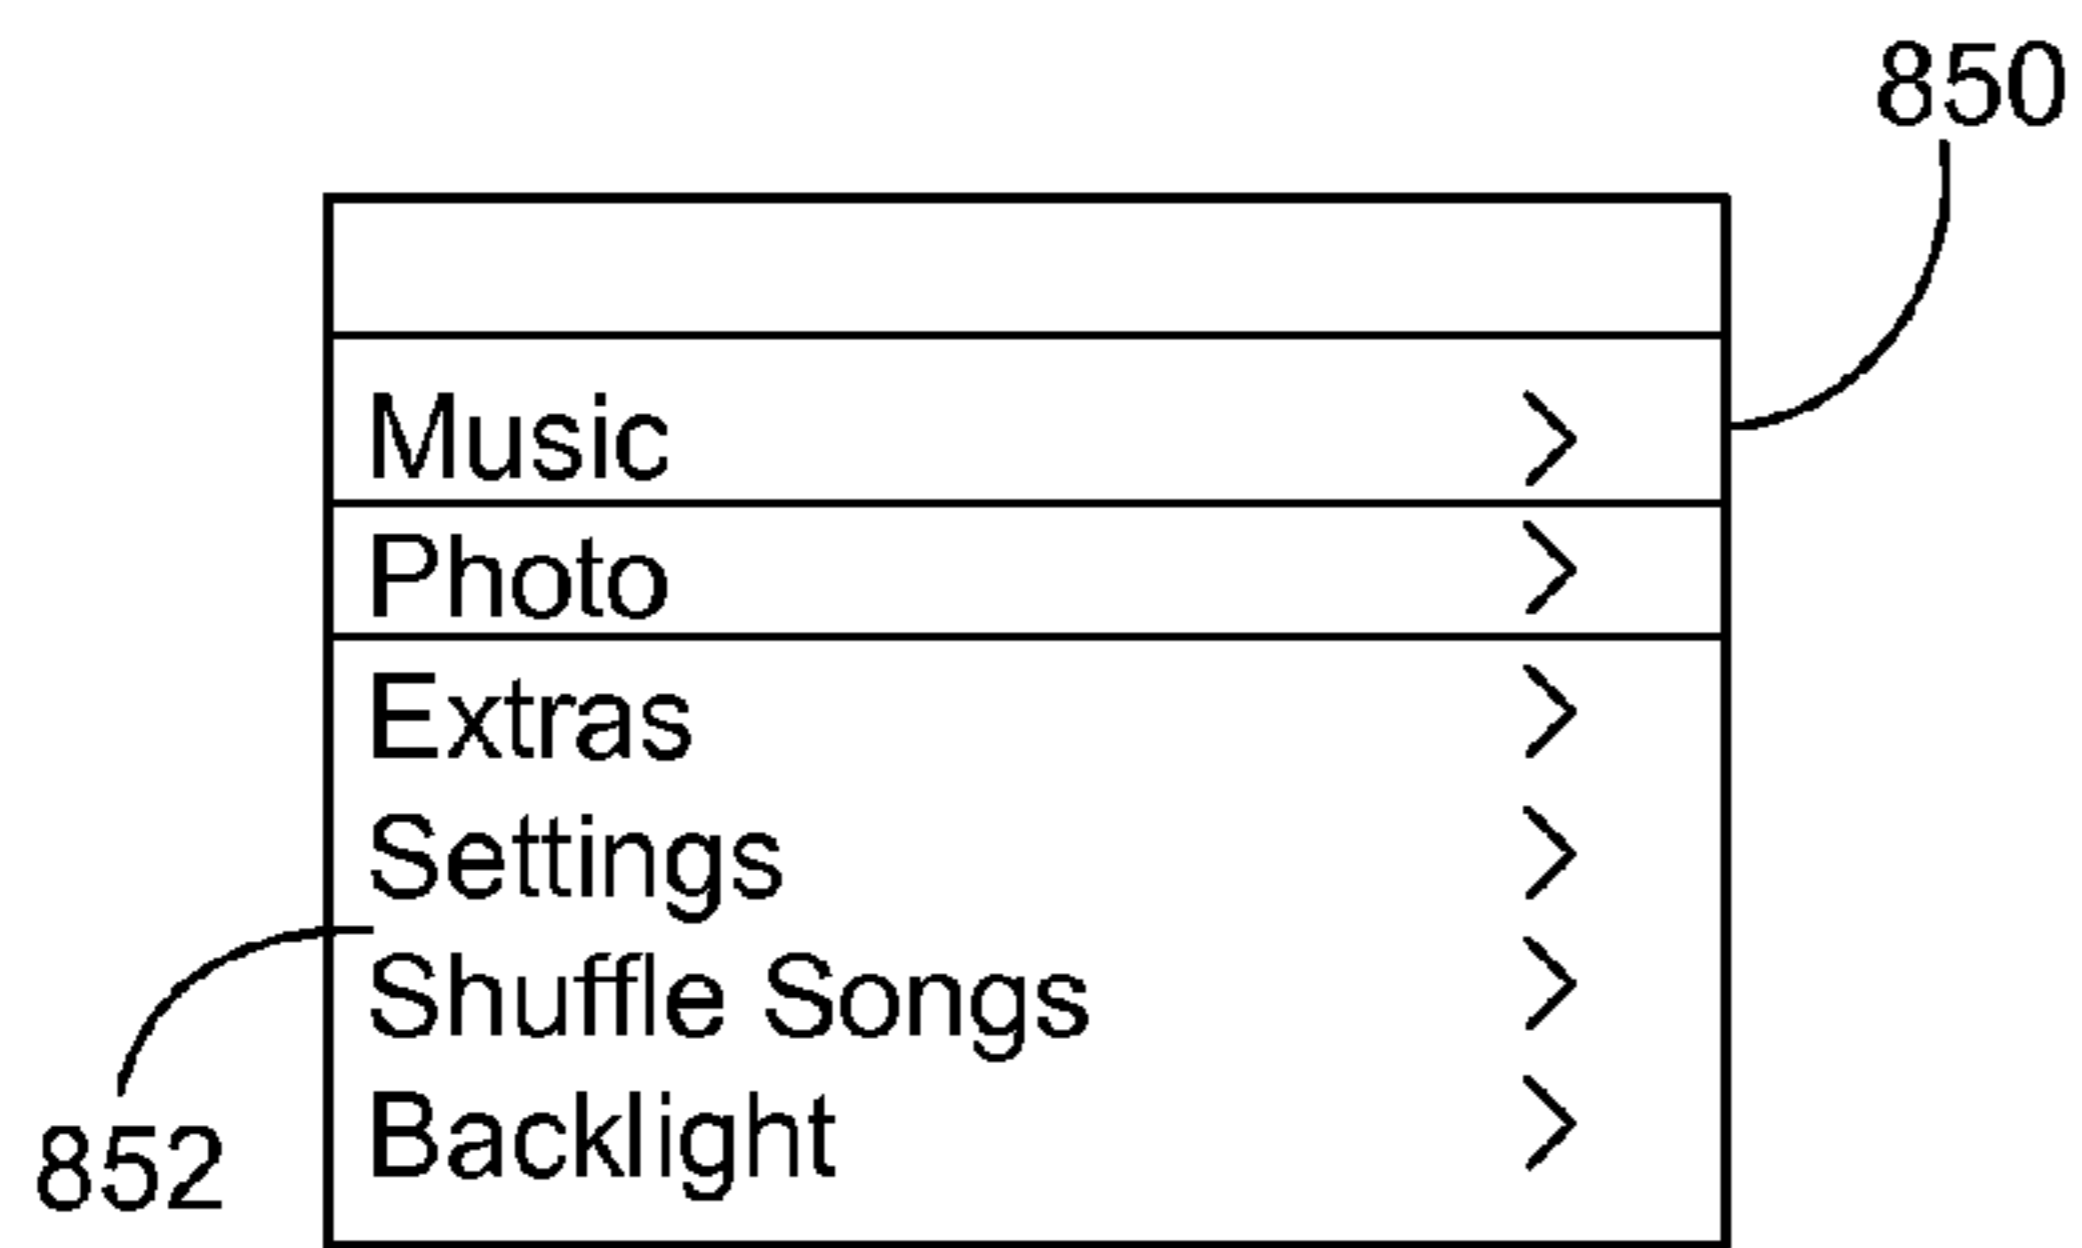 850
Music >
Photo >
Extras >
Settings >
Shuffle Songs >
Backlight >
852